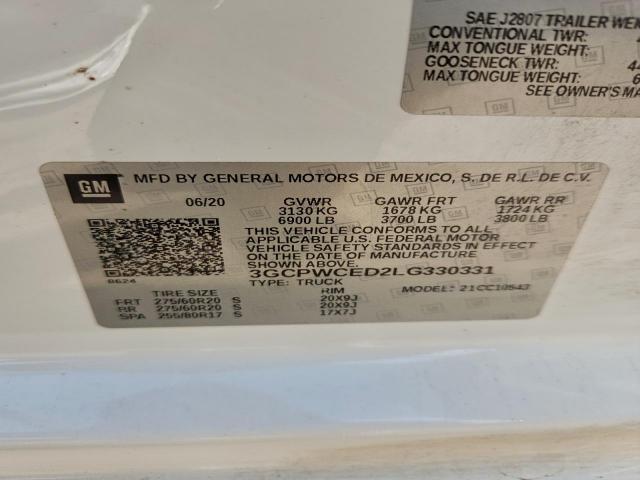 SAE J2807 TRAILER
CONVENTIONAL TWR:
MAX TONGUE WEIGHT:
GOOSENECK TWR: 44
MAX TONGUE WEIGHT: 6
SEE OWNER'S
GM
MFD BY GENERAL MOTORS DE MEXICO, S. DE R.L. DE C.V.
06/20 GVWR GAWR FRT GAWR RR
3130 KG 1678 KG 1724 KG
6900 LB 3700 LB 3800 LB
THIS VEHICLE CONFORMS TO ALL
APPLICABLE U.S. FEDERAL MOTOR
VEHICLE SAFETY STANDARDS IN EFFECT
ON THE DATE OF MANUFACTURE
SHOWN ABOVE.
3GCPWCED2LG330331
8624 TYPE: TRUCK MODEL: 21CC10543
TIRE SIZE RIM
FRT 275/60R20 S 20X9J
RR 275/60R20 S 20X9J
SPA 255/80R17 S 17X7J